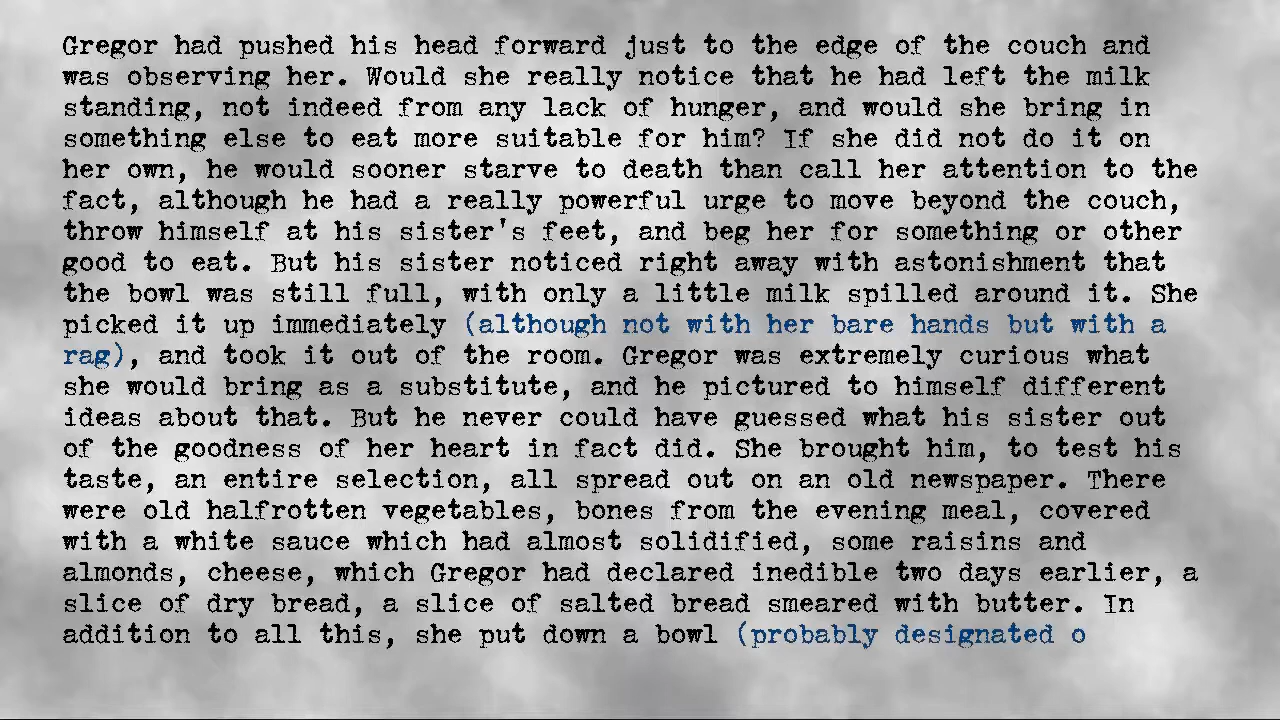 Gregor had pushed his head forward just to the edge of the couch and
was observing her. Would she really notice that he had left the milk
standing, not indeed from any lack of hunger, and would she bring in
something else to eat more suitable for him? If she did not do it on
her own, he would sooner starve to death than call her attention to the
fact, although he had a really powerful urge to move beyond the couch,
throw himself at his sister's feet, and beg her for something or other
good to eat. But his sister noticed right away with astonishment that
the bowl was still full, with only a little milk spilled around it. She
picked it up immediately (although not with her bare hands but with a
rag), and took it out of the room. Gregor was extremely curious what
she would bring as a substitute, and he pictured to himself different
ideas about that. But he never could have guessed what his sister out
of the goodness of her heart in fact did. She brought him, to test his
taste, an entire selection, all spread out on an old newspaper. There
were old halfrotten vegetables, bones from the evening meal, covered
with a white sauce which had almost solidified, some raisins and
almonds, cheese, which Gregor had declared inedible two days earlier, a
slice of dry bread, a slice of salted bread smeared with butter. In
addition to all this, she put down a bowl (probably designated o